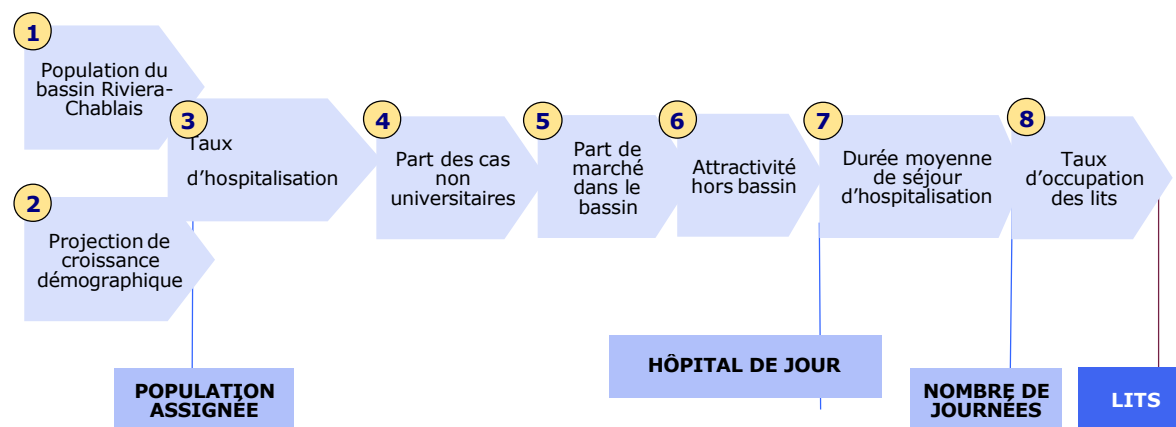 1
Population du
bassin Riviera-
Chablais
2
Projection de
croissance
démographique
3
Taux
d'hospitalisation
4
Part des cas
non
universitaires
5
Part de
marché
dans le
bassin
6
Attractivité
hors bassin
7
Durée moyenne
de séjour
d'hospitalisation
8
Taux
d'occupation
des lits
POPULATION
ASSIGNÉE
HÔPITAL DE JOUR
NOMBRE DE
JOURNÉES
LITS